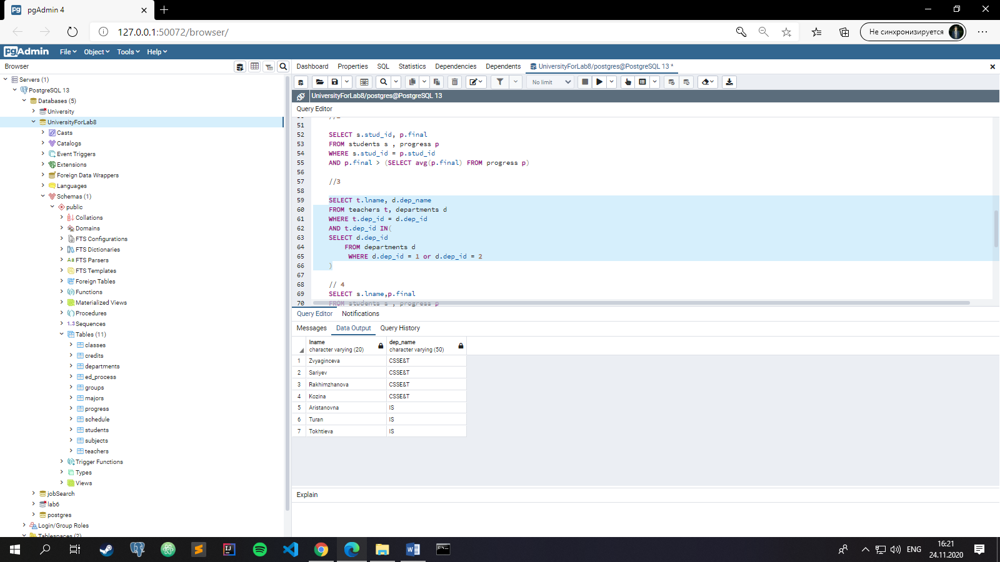 pgAdmin 4
127.0.0.1:50072/browser/
Не синхронизируется
pgAdmin File Object Tools Help
Browser
Dashboard Properties SQL Statistics Dependencies Dependents UniversityForLab8/postgres@PostgreSQL 13 *
No limit
UniversityForLab8/postgres@PostgreSQL 13
Query Editor
Servers (1)
PostgreSQL 13
Databases (5)
University
UniversityForLab8
Casts
Catalogs
Event Triggers
Extensions
Foreign Data Wrappers
Languages
Schemas (1)
public
Collations
Domains
FTS Configurations
FTS Dictionaries
FTS Parsers
FTS Templates
Foreign Tables
Functions
Materialized Views
Procedures
1..3 Sequences
Tables (11)
classes
credits
departments
ed_process
groups
majors
progress
schedule
students
subjects
teachers
Trigger Functions
Types
Views
jobSearch
lab6
postgres
Login/Group Roles
Tablespaces (2)
51
52 SELECT s.stud_id, p.final
53 FROM students s , progress p
54 WHERE s.stud_id = p.stud_id
55 AND p.final > (SELECT avg(p.final) FROM progress p)
56
57 //3
58
59 SELECT t.lname, d.dep_name
60 FROM teachers t, departments d
61 WHERE t.dep_id = d.dep_id
62 AND t.dep_id IN(
63 SELECT d.dep_id
64 FROM departments d
65 WHERE d.dep_id = 1 or d.dep_id = 2
66 )
67
68 // 4
69 SELECT s.lname,p.final
70 FROM students s , progress p
Query Editor Notifications
Messages Data Output Query History
lname dep_name
character varying (20) character varying (50)
1 Zvyaginceva CSSE&T
2 Sariyev CSSE&T
3 Rakhimzhanova CSSE&T
4 Kozina CSSE&T
5 Aristanovna IS
6 Turan IS
7 Tokhtieva IS
Explain
ENG
16:21
24.11.2020